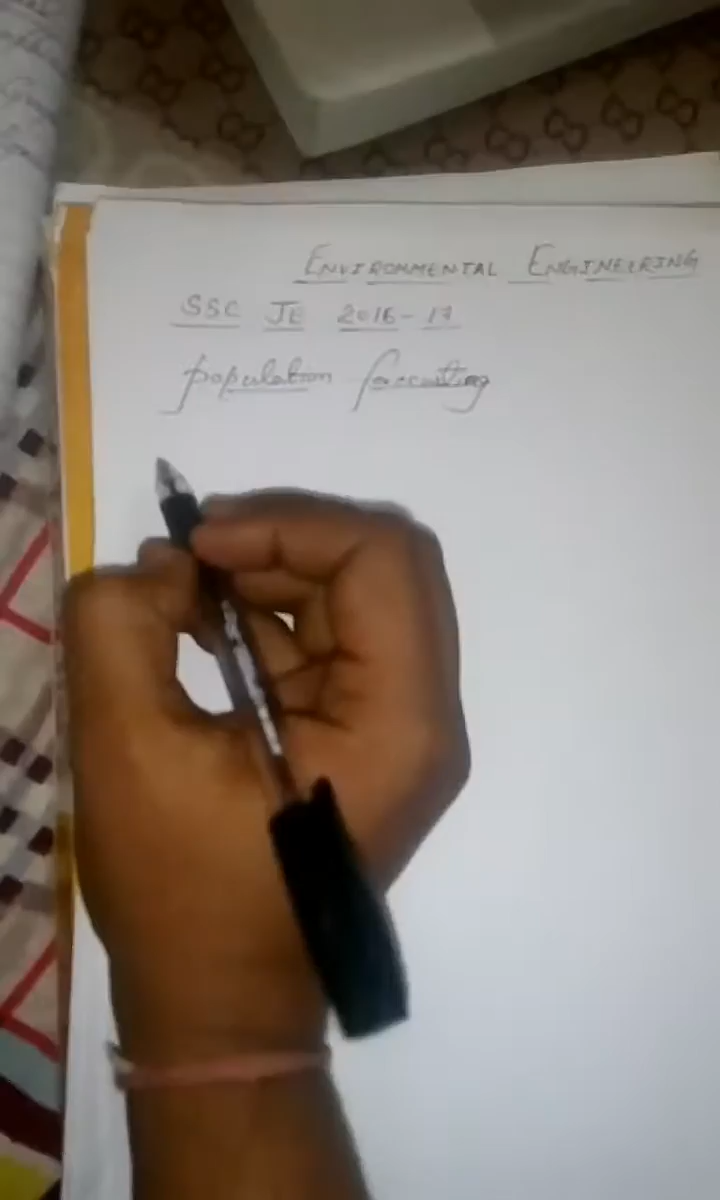 ENVIRONMENTAL ENGINEERING
SSC JE 2016-17
population forecasting